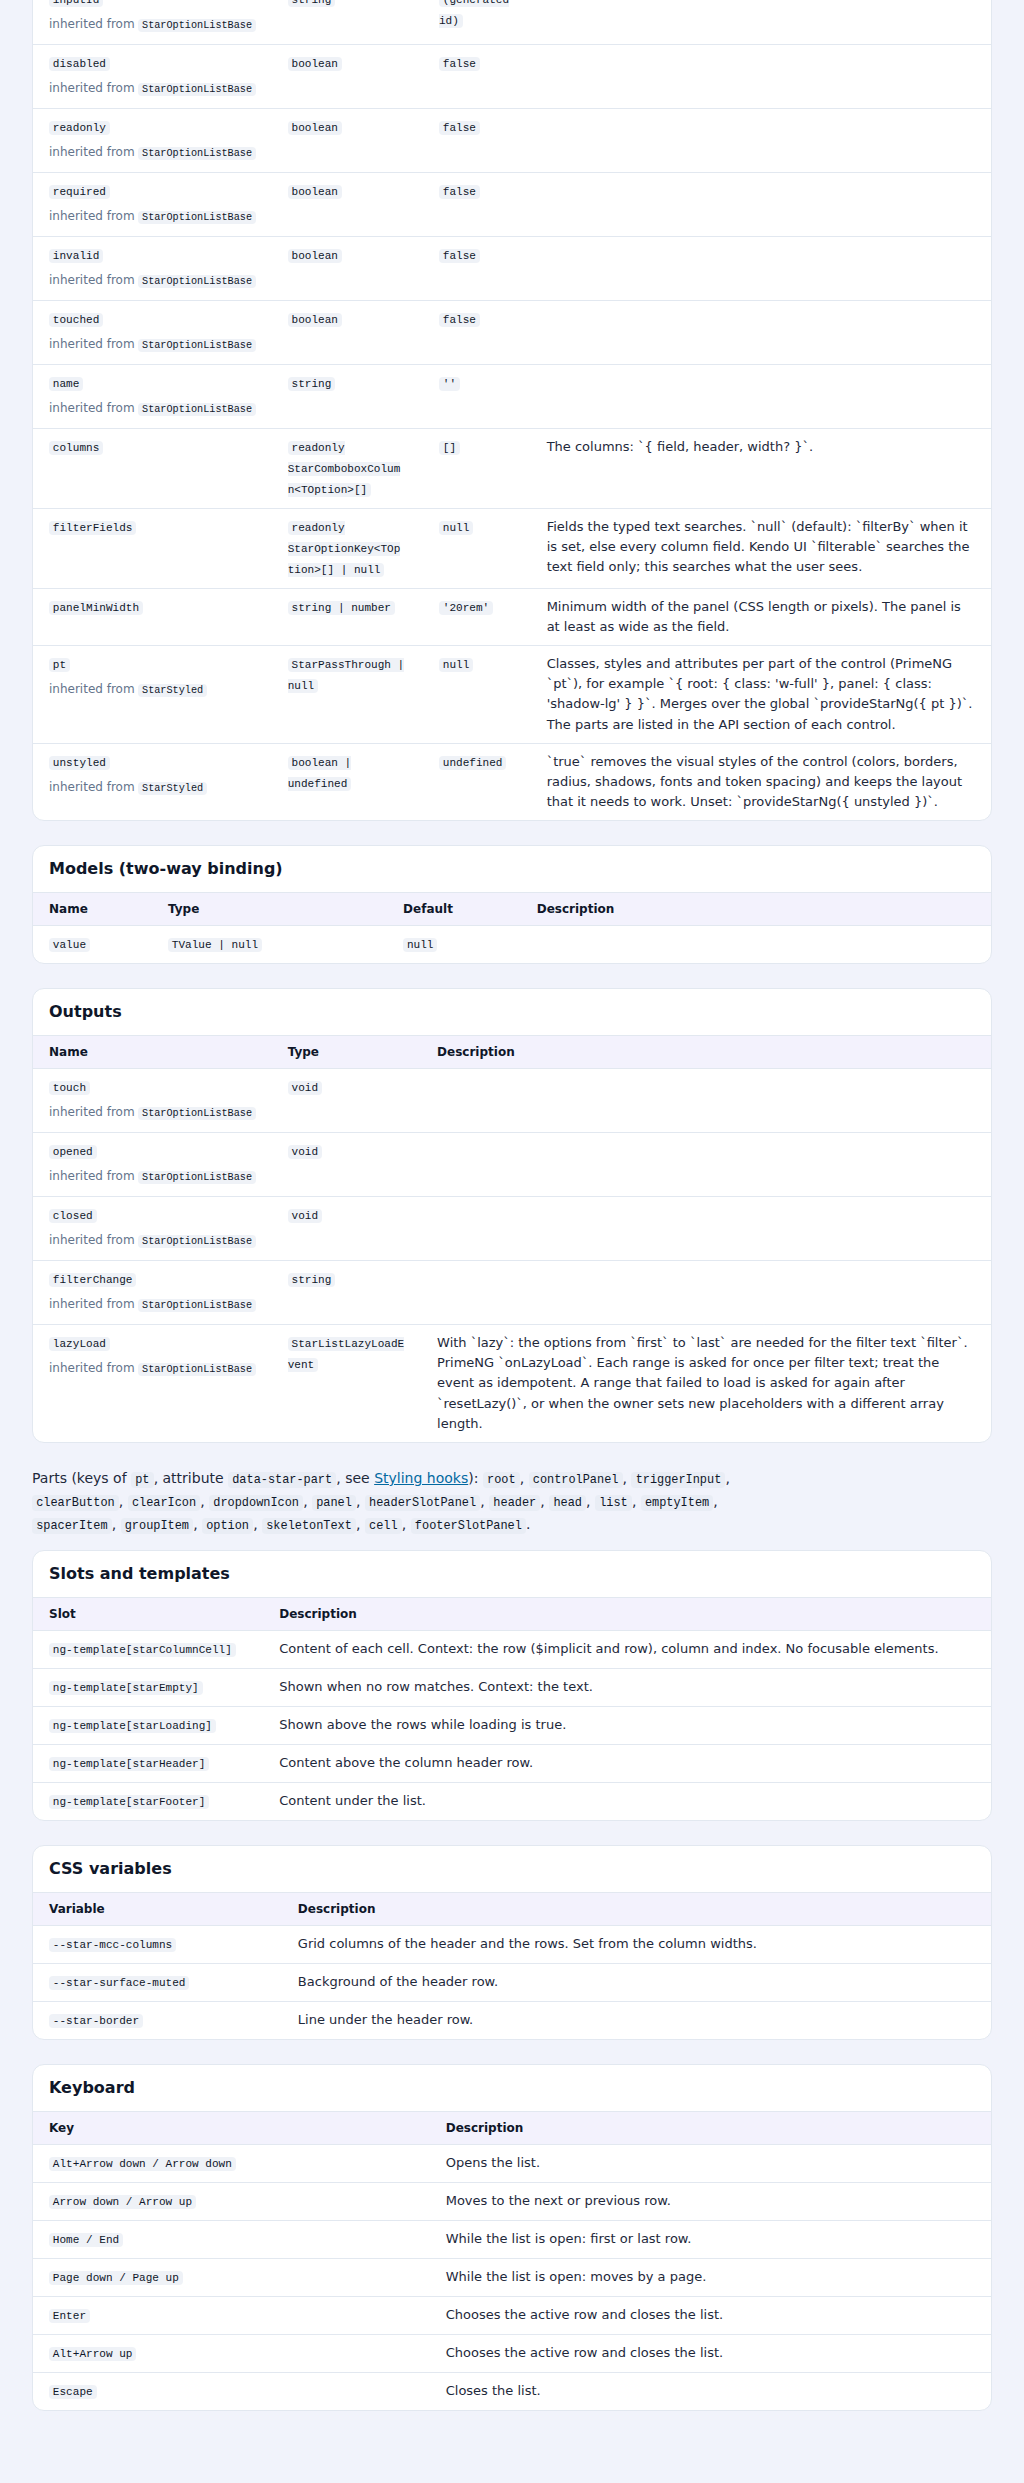 inputId string (generated
inherited from StarOptionListBase id)
disabled boolean false
inherited from StarOptionListBase
readonly boolean false
inherited from StarOptionListBase
required boolean false
inherited from StarOptionListBase
invalid boolean false
inherited from StarOptionListBase
touched boolean false
inherited from StarOptionListBase
name string ''
inherited from StarOptionListBase
columns readonly [] The columns: `{ field, header, width? }`.
StarComboboxColum
n<TOption>[]
filterFields readonly null Fields the typed text searches. `null` (default): `filterBy` when it
StarOptionKey<TOp is set, else every column field. Kendo UI `filterable` searches the
tion>[] | null text field only; this searches what the user sees.
panelMinWidth string | number '20rem' Minimum width of the panel (CSS length or pixels). The panel is
at least as wide as the field.
pt StarPassThrough | null Classes, styles and attributes per part of the control (PrimeNG
inherited from StarStyled null `pt`), for example `{ root: { class: 'w-full' }, panel: { class:
'shadow-lg' } }`. Merges over the global `provideStarNg({ pt })`.
The parts are listed in the API section of each control.
unstyled boolean | undefined `true` removes the visual styles of the control (colors, borders,
inherited from StarStyled undefined radius, shadows, fonts and token spacing) and keeps the layout
that it needs to work. Unset: `provideStarNg({ unstyled })`.
Models (two-way binding)
Name Type Default Description
value TValue | null null
Outputs
Name Type Description
touch void
inherited from StarOptionListBase
opened void
inherited from StarOptionListBase
closed void
inherited from StarOptionListBase
filterChange string
inherited from StarOptionListBase
lazyLoad StarListLazyLoadE With `lazy`: the options from `first` to `last` are needed for the filter text `filter`.
inherited from StarOptionListBase vent PrimeNG `onLazyLoad`. Each range is asked for once per filter text; treat the
event as idempotent. A range that failed to load is asked for again after
`resetLazy()`, or when the owner sets new placeholders with a different array
length.
Parts (keys of pt, attribute data-star-part, see Styling hooks): root, controlPanel, triggerInput,
clearButton, clearIcon, dropdownIcon, panel, headerSlotPanel, header, head, list, emptyItem,
spacerItem, groupItem, option, skeletonText, cell, footerSlotPanel.
Slots and templates
Slot Description
ng-template[starColumnCell] Content of each cell. Context: the row ($implicit and row), column and index. No focusable elements.
ng-template[starEmpty] Shown when no row matches. Context: the text.
ng-template[starLoading] Shown above the rows while loading is true.
ng-template[starHeader] Content above the column header row.
ng-template[starFooter] Content under the list.
CSS variables
Variable Description
--star-mcc-columns Grid columns of the header and the rows. Set from the column widths.
--star-surface-muted Background of the header row.
--star-border Line under the header row.
Keyboard
Key Description
Alt+Arrow down / Arrow down Opens the list.
Arrow down / Arrow up Moves to the next or previous row.
Home / End While the list is open: first or last row.
Page down / Page up While the list is open: moves by a page.
Enter Chooses the active row and closes the list.
Alt+Arrow up Chooses the active row and closes the list.
Escape Closes the list.